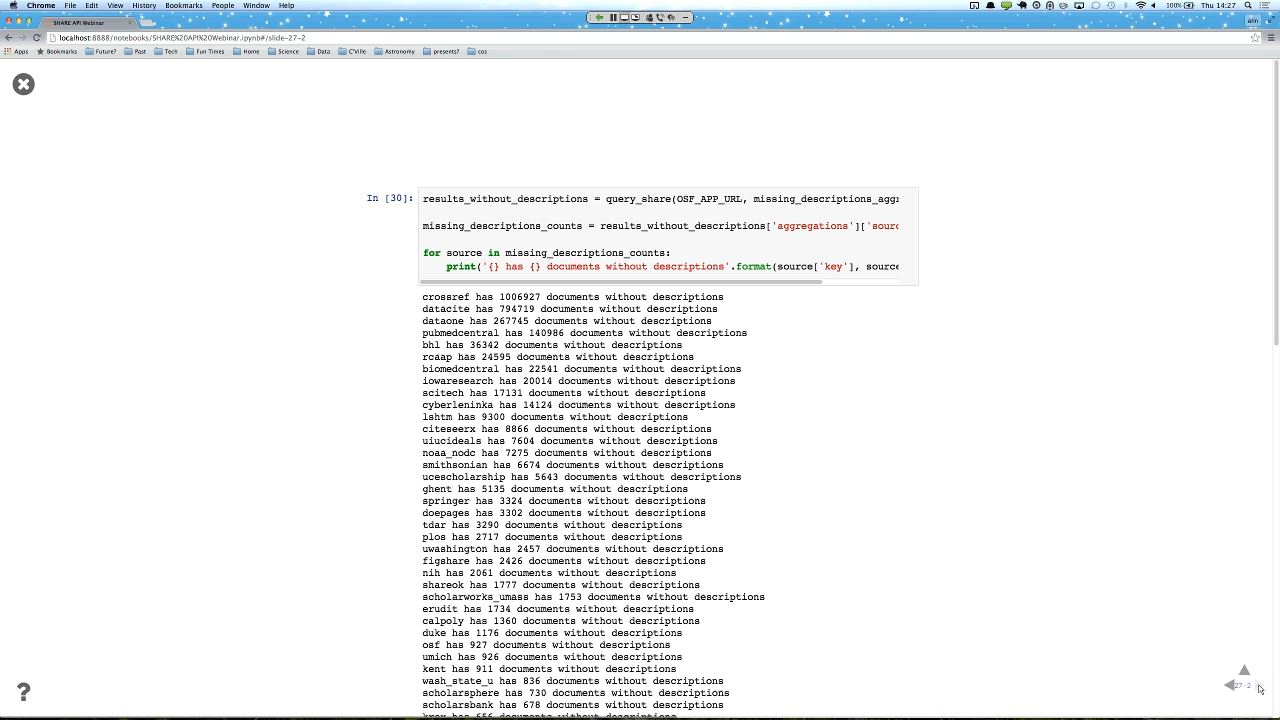 Chrome File Edit View History Bookmarks People Window Help
100% Thu 14:27
SHARE API Webinar
erin
localhost:8888/notebooks/SHARE%20API%20Webinar.ipynb#/slide-27-2
Apps Bookmarks Future? Past Tech Fun Times Home Science Data C'Ville Astronomy presents? cos
In [30]:
results_without_descriptions = query_share(OSF_APP_URL, missing_descriptions_aggr
missing_descriptions_counts = results_without_descriptions['aggregations']['sourc
for source in missing_descriptions_counts:
print('{} has {} documents without descriptions'.format(source['key'], source
crossref has 1006927 documents without descriptions
datacite has 794719 documents without descriptions
dataone has 267745 documents without descriptions
pubmedcentral has 140986 documents without descriptions
bhl has 36342 documents without descriptions
rcaap has 24595 documents without descriptions
biomedcentral has 22541 documents without descriptions
iowaresearch has 20014 documents without descriptions
scitech has 17131 documents without descriptions
cyberleninka has 14124 documents without descriptions
lshtm has 9300 documents without descriptions
citeseerx has 8866 documents without descriptions
uiucideals has 7604 documents without descriptions
noaa_nodc has 7275 documents without descriptions
smithsonian has 6674 documents without descriptions
ucescholarship has 5643 documents without descriptions
ghent has 5135 documents without descriptions
springer has 3324 documents without descriptions
doepages has 3302 documents without descriptions
tdar has 3290 documents without descriptions
plos has 2717 documents without descriptions
uwashington has 2457 documents without descriptions
figshare has 2426 documents without descriptions
nih has 2061 documents without descriptions
shareok has 1777 documents without descriptions
scholarworks_umass has 1753 documents without descriptions
erudit has 1734 documents without descriptions
calpoly has 1360 documents without descriptions
duke has 1176 documents without descriptions
osf has 927 documents without descriptions
umich has 926 documents without descriptions
kent has 911 documents without descriptions
wash_state_u has 836 documents without descriptions
scholarsphere has 730 documents without descriptions
scholarsbank has 678 documents without descriptions
has 656 documents without descriptions
?
27-2